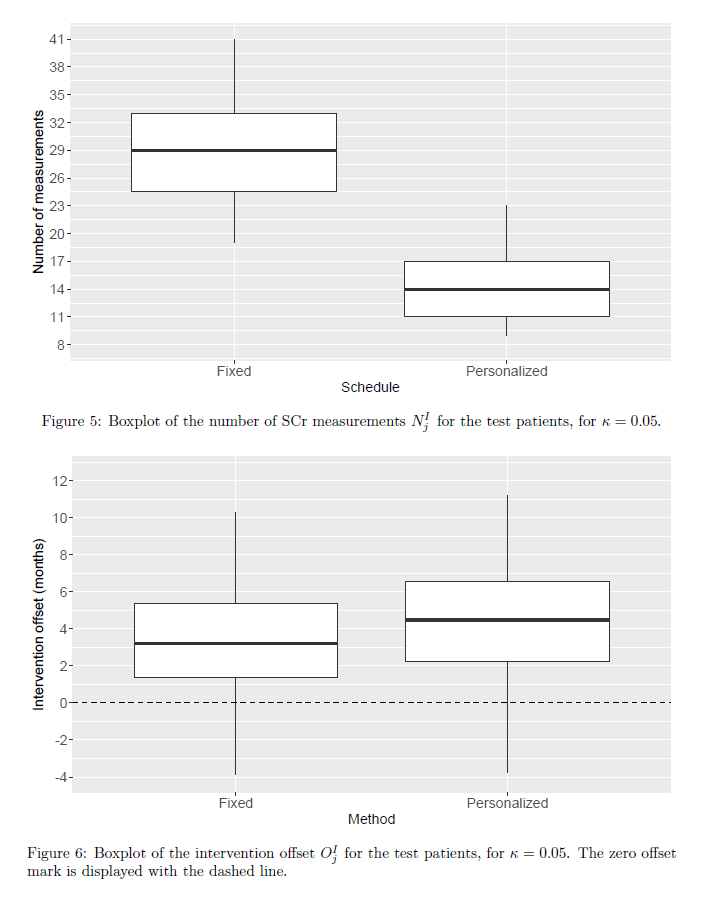 41
38
35
32
29
26
23
20
17
14
11
8
Number of measurements
Fixed Personalized
Schedule
Figure 5: Boxplot of the number of SCr measurements $N_j^I$ for the test patients, for κ = 0.05.
12
10
8
6
4
2
0
-2
-4
Intervention offset (months)
Fixed Personalized
Method
Figure 6: Boxplot of the intervention offset $O_j^I$ for the test patients, for κ = 0.05. The zero offset
mark is displayed with the dashed line.